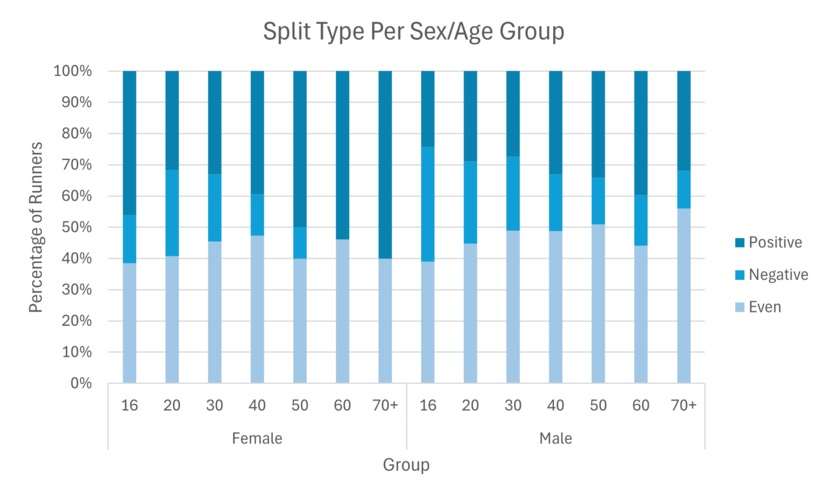 Split Type Per Sex/Age Group
100%
90%
80%
70%
60%
50%
40%
30%
20%
10%
0%
Percentage of Runners
16 20 30 40 50 60 70+ 16 20 30 40 50 60 70+
Female Male
Group
Positive
Negative
Even